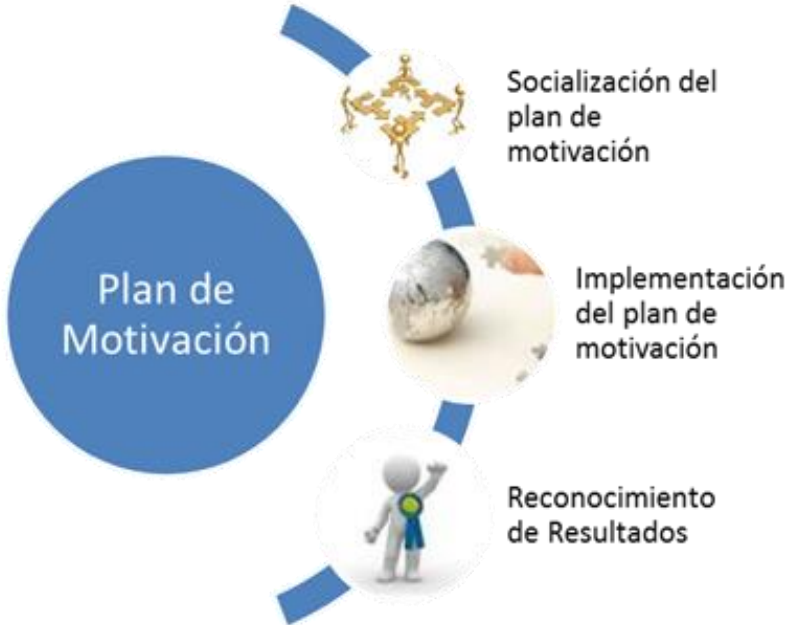 Plan de
Motivación
Socialización del
plan de
motivación
Implementación
del plan de
motivación
Reconocimiento
de Resultados